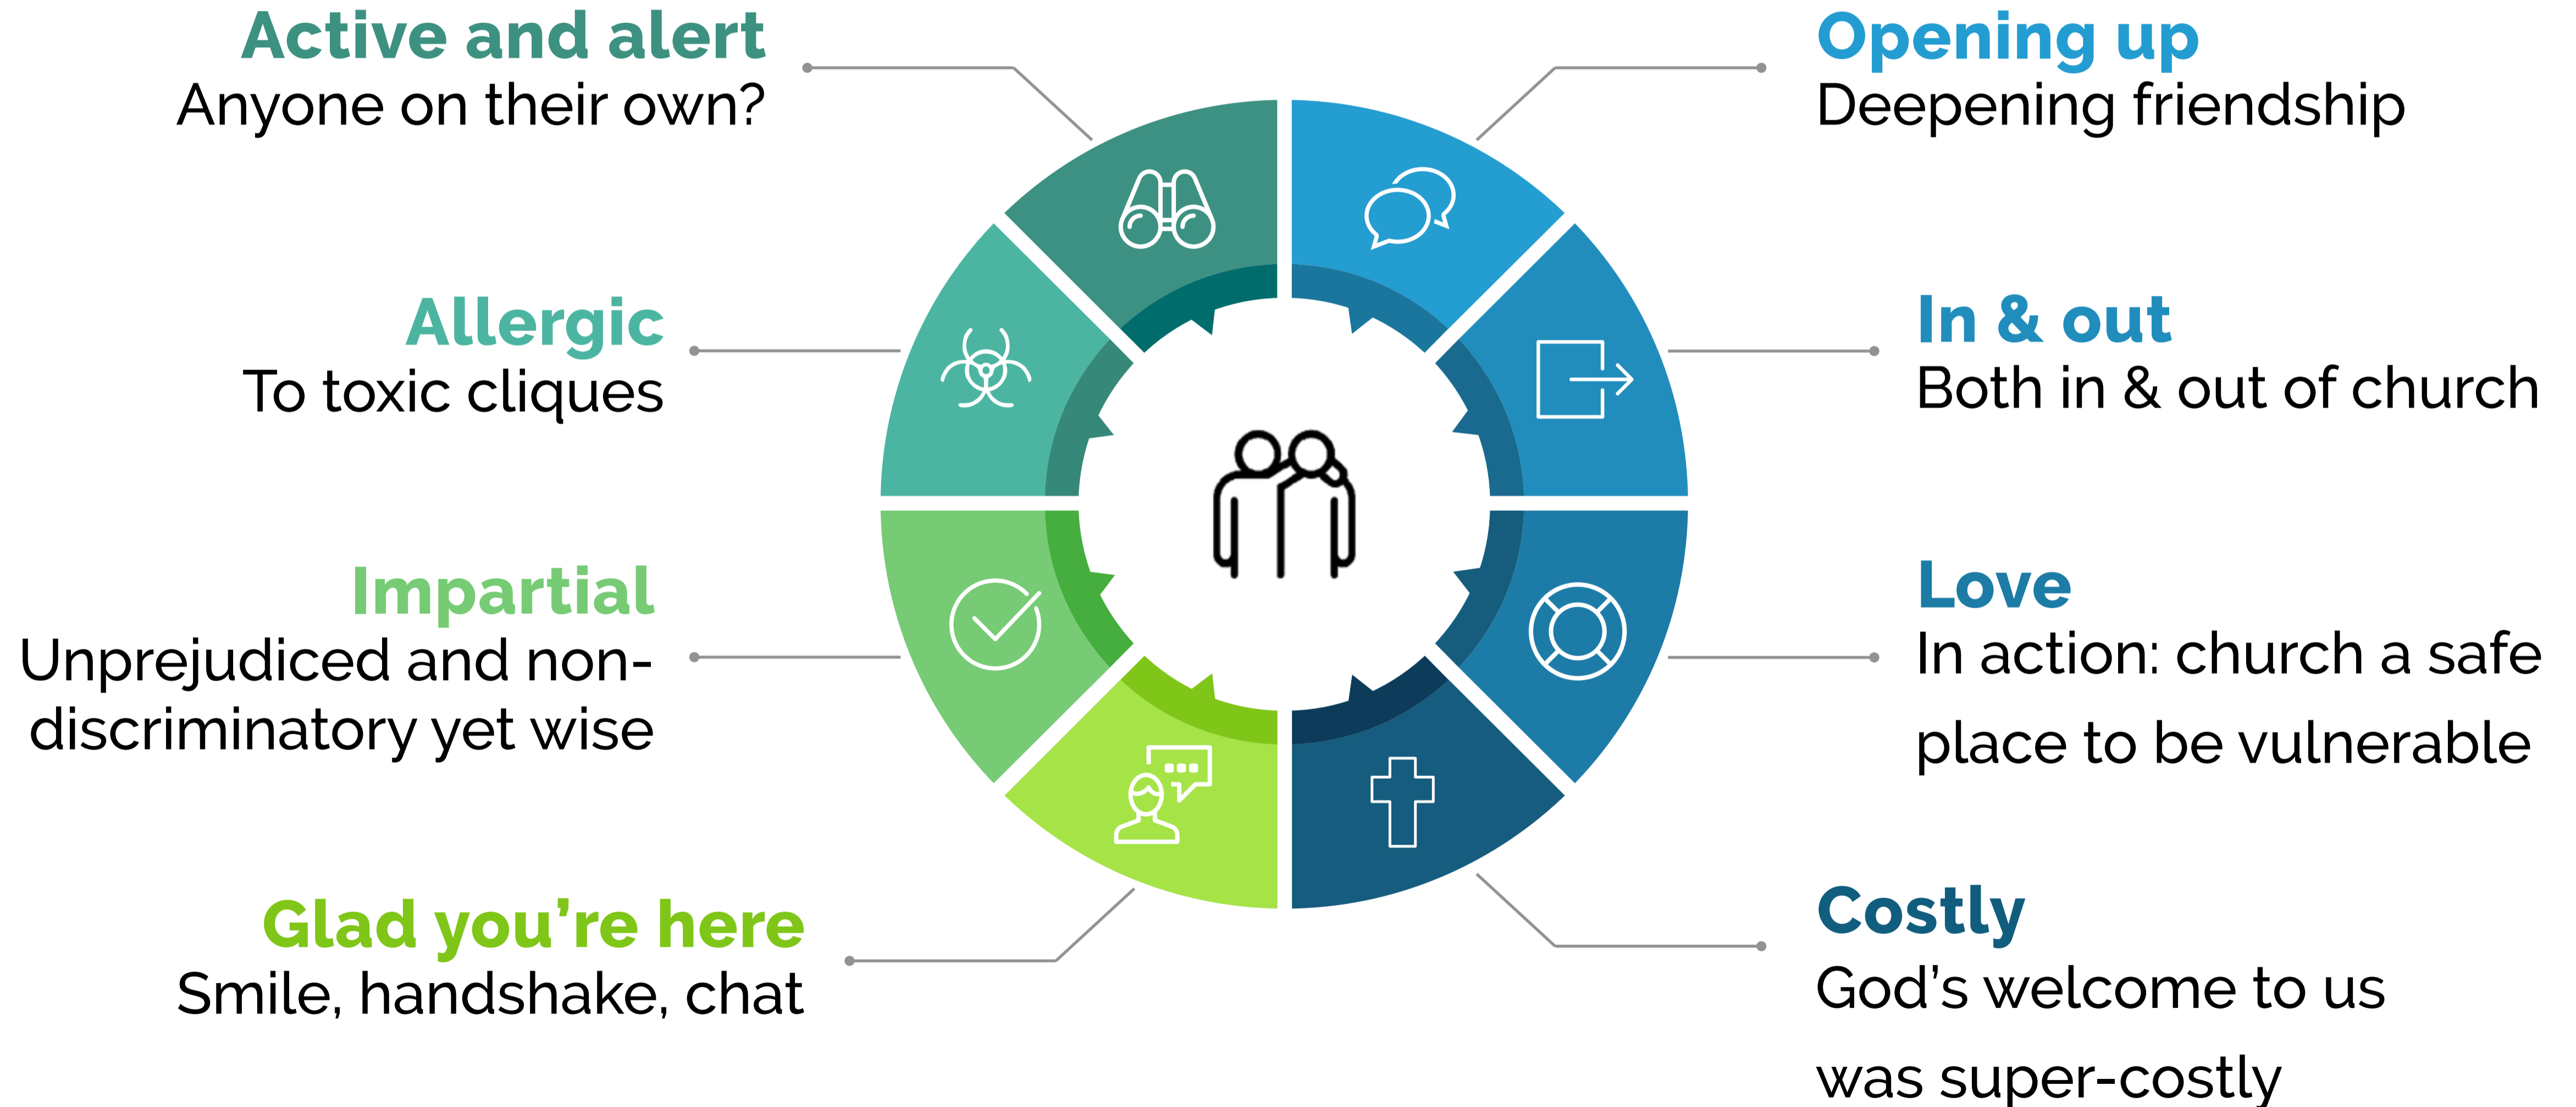 Active and alert
Anyone on their own?
Allergic
To toxic cliques
Impartial
Unprejudiced and non-
discriminatory yet wise
Glad you’re here
Smile, handshake, chat
Opening up
Deepening friendship
In & out
Both in & out of church
Love
In action: church a safe
place to be vulnerable
Costly
God’s welcome to us
was super-costly